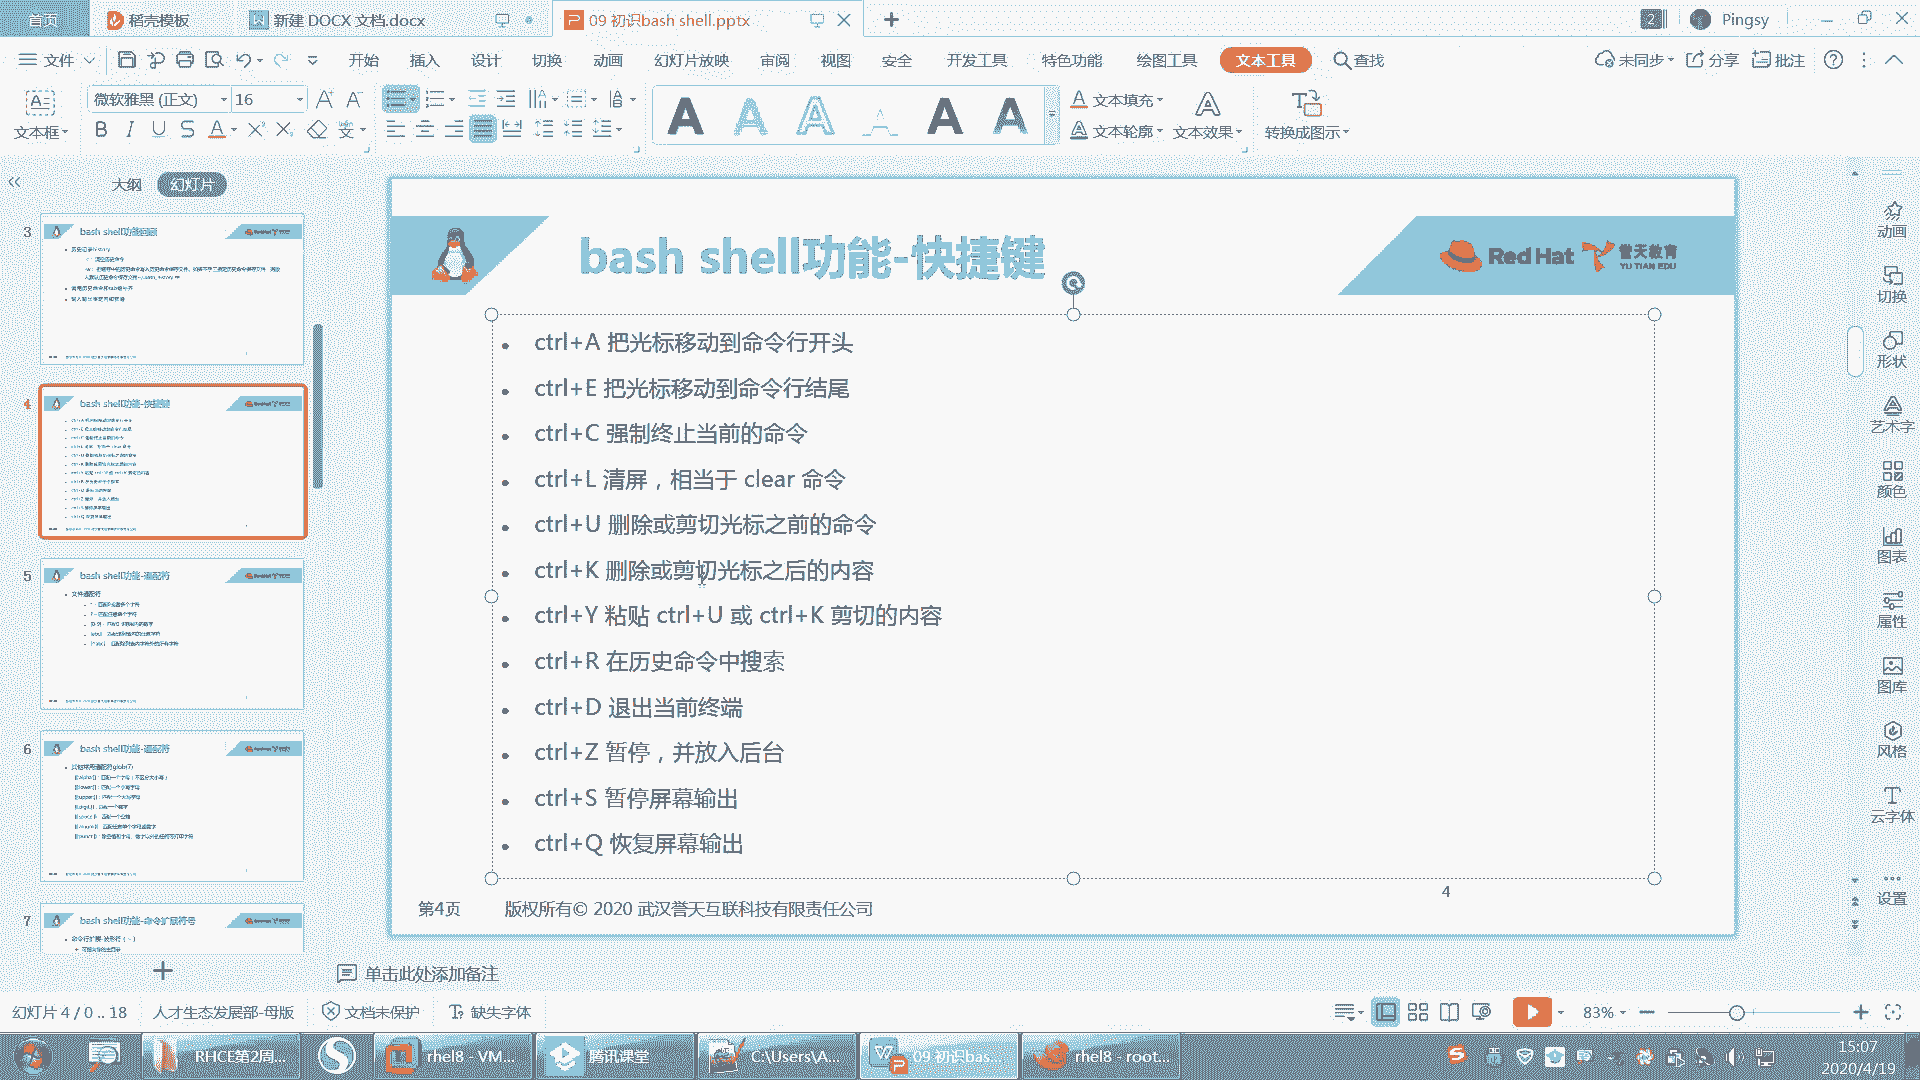 首页
稻壳模板
新建 DOCX 文档.docx
09 初识bash shell.pptx
2
Pingsy
文件
开始
插入
设计
切换
动画
幻灯片放映
审阅
视图
安全
开发工具
特色功能
绘图工具
文本工具
查找
未同步
分享
批注
文本框
微软雅黑 (正文)
16
文本填充
文本轮廓
文本效果
转换成图示
大纲
幻灯片
3
bash shell功能回顾
4
bash shell功能-快捷键
5
bash shell功能-通配符
6
bash shell功能-通配符
7
bash shell功能-命令扩展符号
bash shell功能-快捷键
Red Hat
誉天教育
YU TIAN EDU
ctrl+A 把光标移动到命令行开头
ctrl+E 把光标移动到命令行结尾
ctrl+C 强制终止当前的命令
ctrl+L 清屏，相当于 clear 命令
ctrl+U 删除或剪切光标之前的命令
ctrl+K 删除或剪切光标之后的内容
ctrl+Y 粘贴 ctrl+U 或 ctrl+K 剪切的内容
ctrl+R 在历史命令中搜索
ctrl+D 退出当前终端
ctrl+Z 暂停，并放入后台
ctrl+S 暂停屏幕输出
ctrl+Q 恢复屏幕输出
4
第4页
版权所有© 2020 武汉誉天互联科技有限责任公司
动画
切换
形状
艺术字
颜色
图表
属性
图库
风格
云字体
设置
单击此处添加备注
幻灯片 4 / 0 .. 18
人才生态发展部-母版
文档未保护
缺失字体
83%
RHCE第2周...
rhel8 - VM...
腾讯课堂
C:\Users\A...
09 初识bas...
rhel8 - root...
15:07
2020/4/19